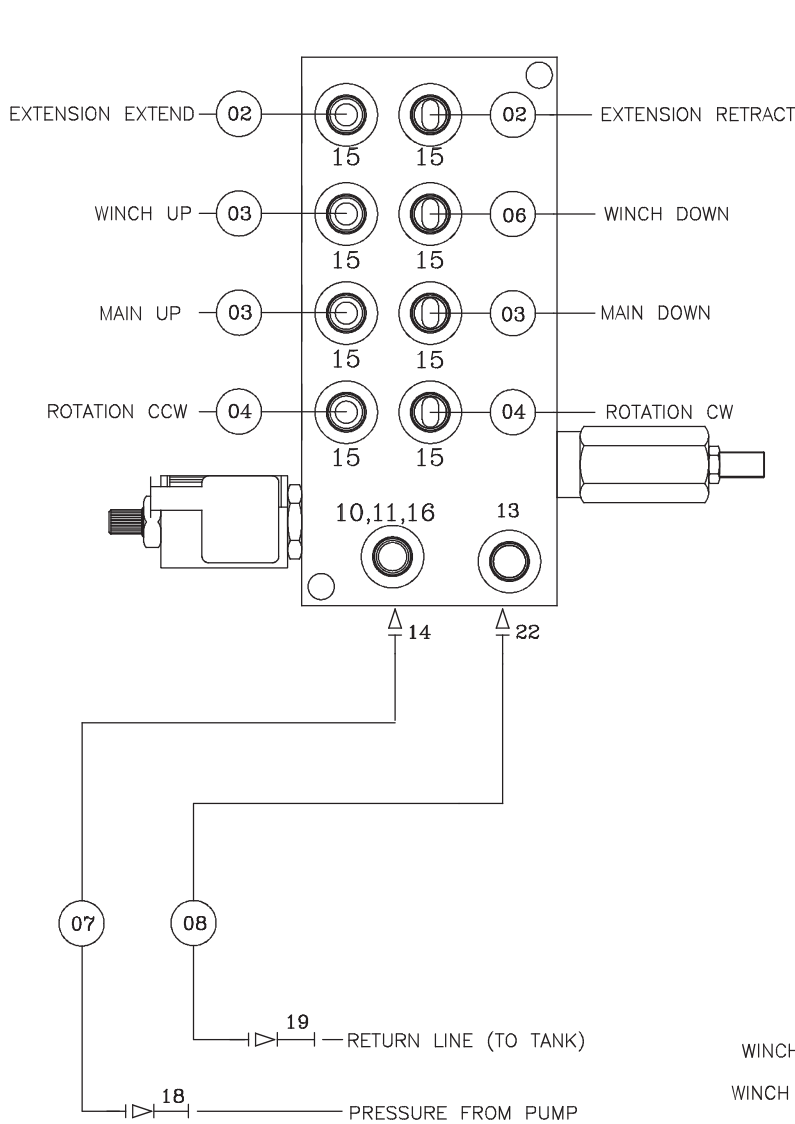 EXTENSION EXTEND 02 02 EXTENSION RETRACT
15 15
WINCH UP 03 06 WINCH DOWN
15 15
MAIN UP 03 03 MAIN DOWN
15 15
ROTATION CCW 04 04 ROTATION CW
15 15
10,11,16 13
14 22
07 08
19
RETURN LINE (TO TANK)
WINCH
18
WINCH
PRESSURE FROM PUMP